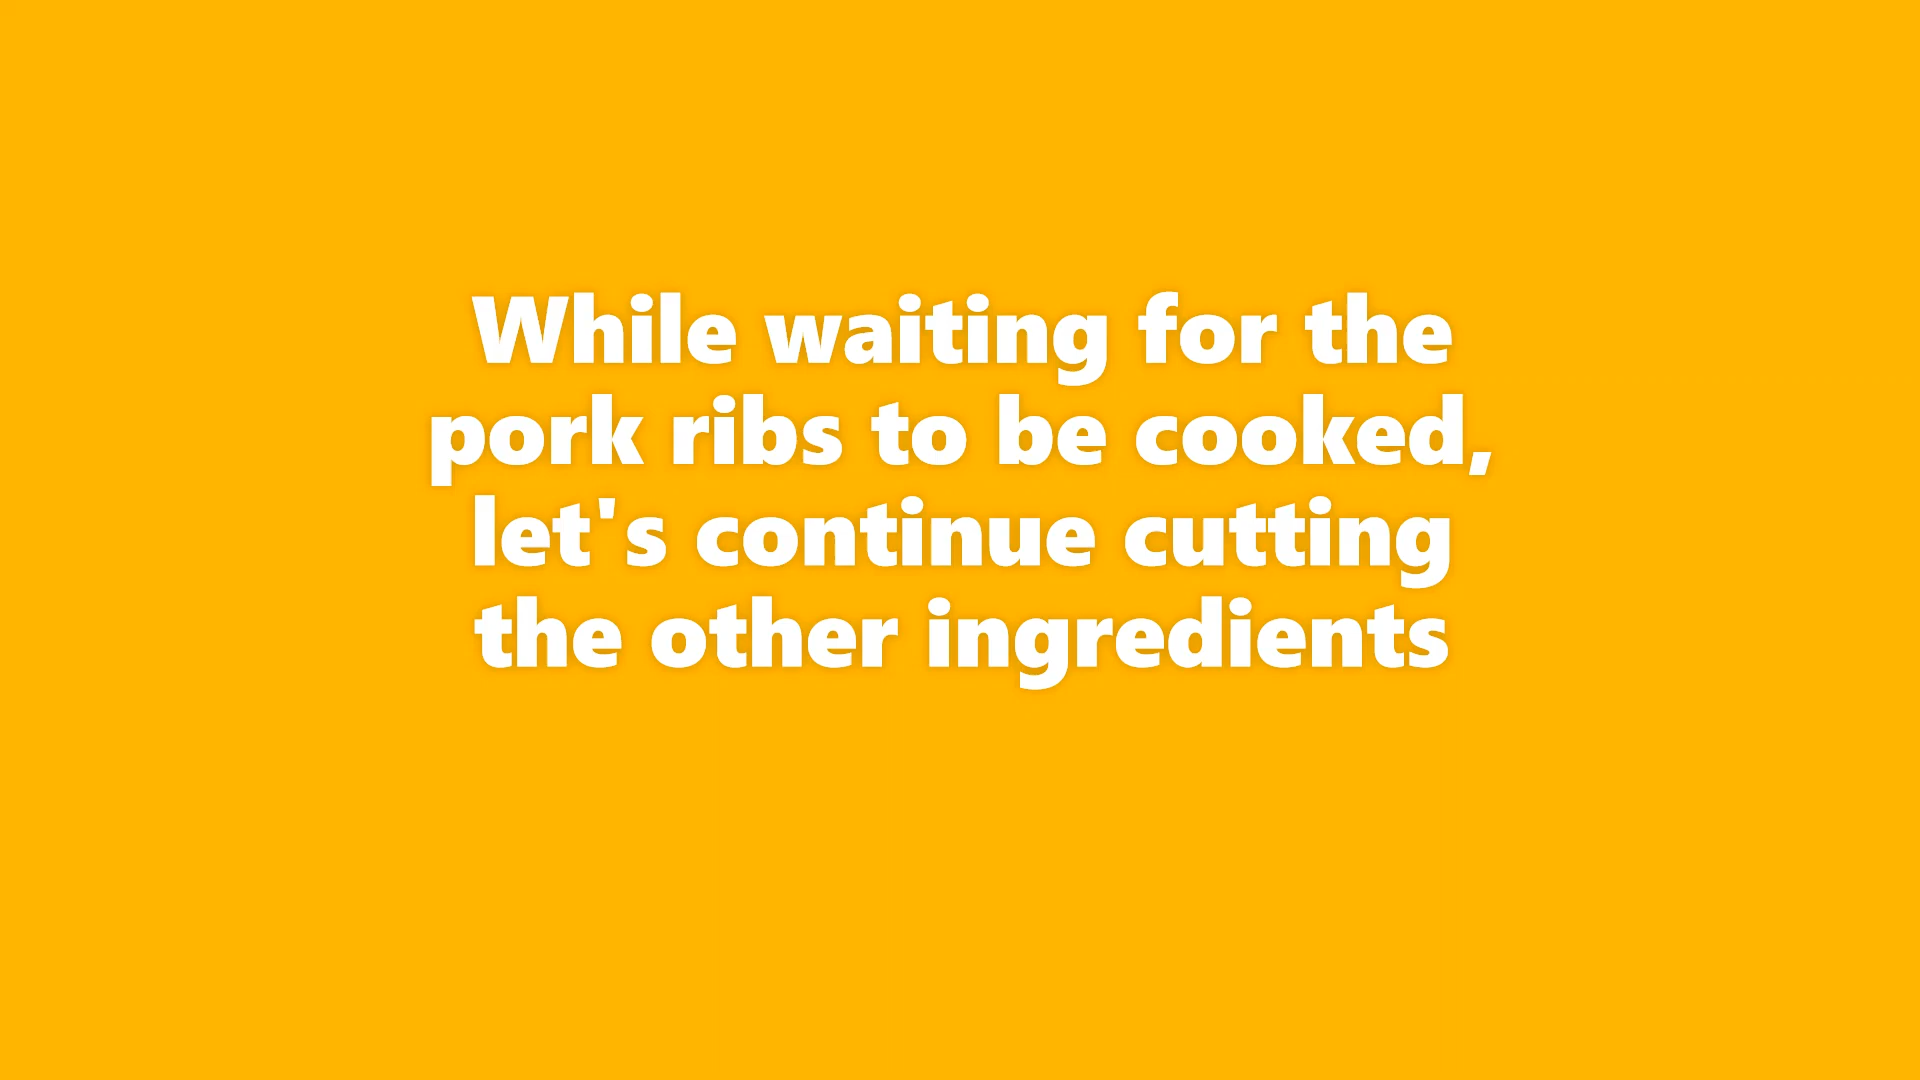 While waiting for the
pork ribs to be cooked,
let's continue cutting
the other ingredients